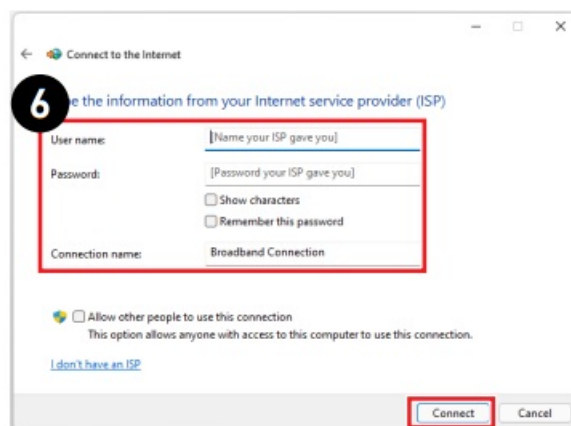 Connect to the Internet
6
be the information from your Internet service provider (ISP)
User name: [Name your ISP gave you]
Password: [Password your ISP gave you]
Show characters
Remember this password
Connection name: Broadband Connection
Allow other people to use this connection
This option allows anyone with access to this computer to use this connection.
I don't have an ISP
Connect Cancel